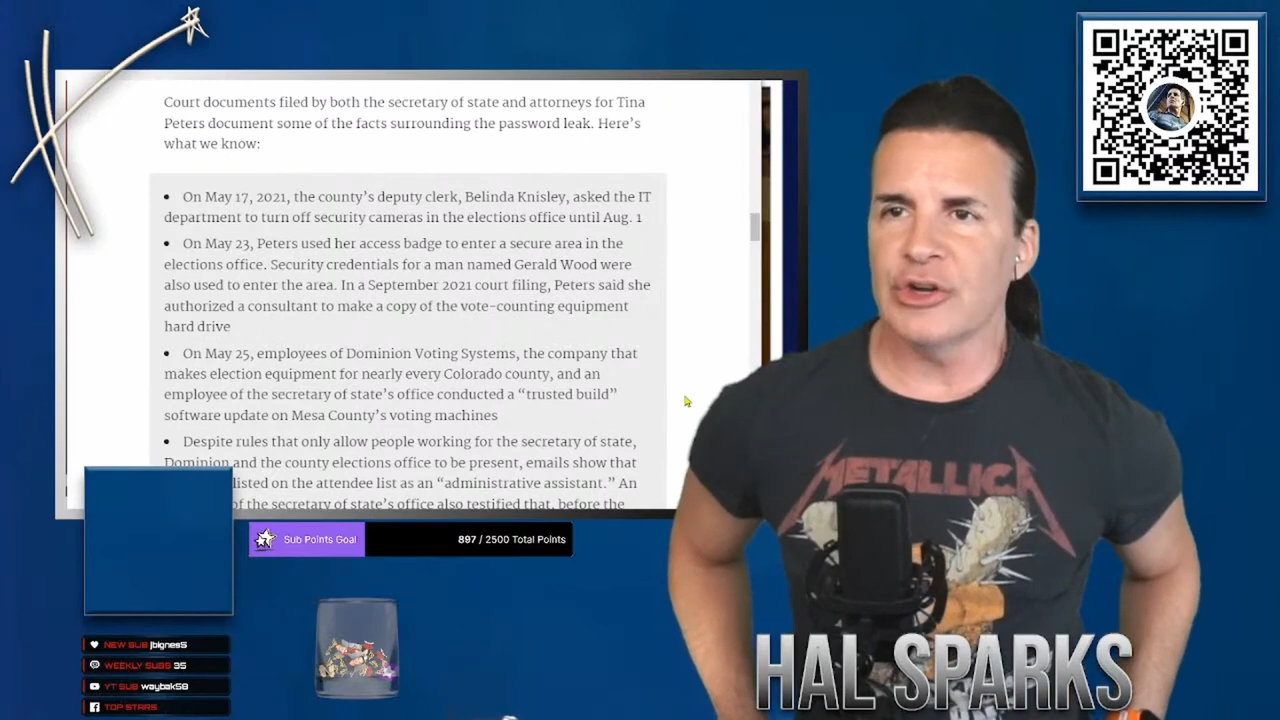 Court documents filed by both the secretary of state and attorneys for Tina
Peters document some of the facts surrounding the password leak. Here's
what we know:
• On May 17, 2021, the county's deputy clerk, Belinda Knisley, asked the IT
department to turn off security cameras in the elections office until Aug. 1
• On May 23, Peters used her access badge to enter a secure area in the
elections office. Security credentials for a man named Gerald Wood were
also used to enter the area. In a September 2021 court filing, Peters said she
authorized a consultant to make a copy of the vote-counting equipment
hard drive
• On May 25, employees of Dominion Voting Systems, the company that
makes election equipment for nearly every Colorado county, and an
employee of the secretary of state's office conducted a “trusted build”
software update on Mesa County's voting machines
• Despite rules that only allow people working for the secretary of state,
Dominion and the county elections office to be present, emails show that
listed on the attendee list as an “administrative assistant.” An
of the secretary of state's office also testified that, before the
METALLICA
Sub Points Goal 897 / 2500 Total Points
NEW SUB jbignes5
WEEKLY SUBS 35
YT SUB waybak58
TOP STARS
HAL SPARKS